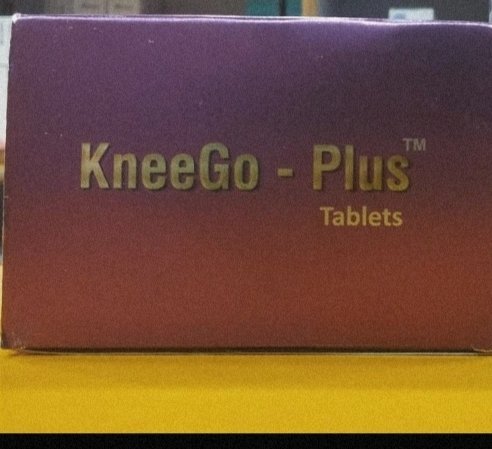 KneeGo - Plus™
Tablets